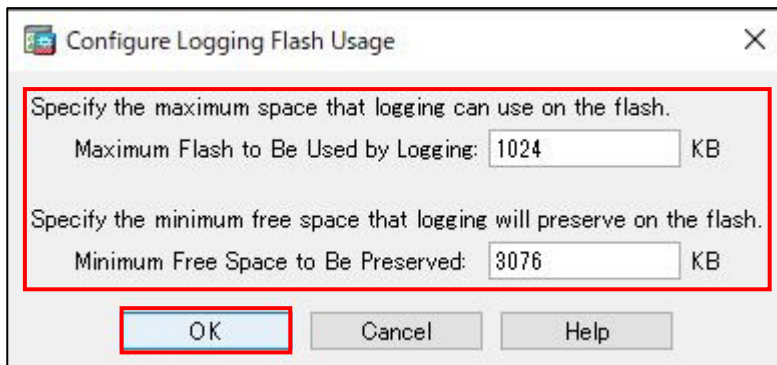 Configure Logging Flash Usage
Specify the maximum space that logging can use on the flash.
Maximum Flash to Be Used by Logging: 1024 KB
Specify the minimum free space that logging will preserve on the flash.
Minimum Free Space to Be Preserved: 3076 KB
OK Cancel Help